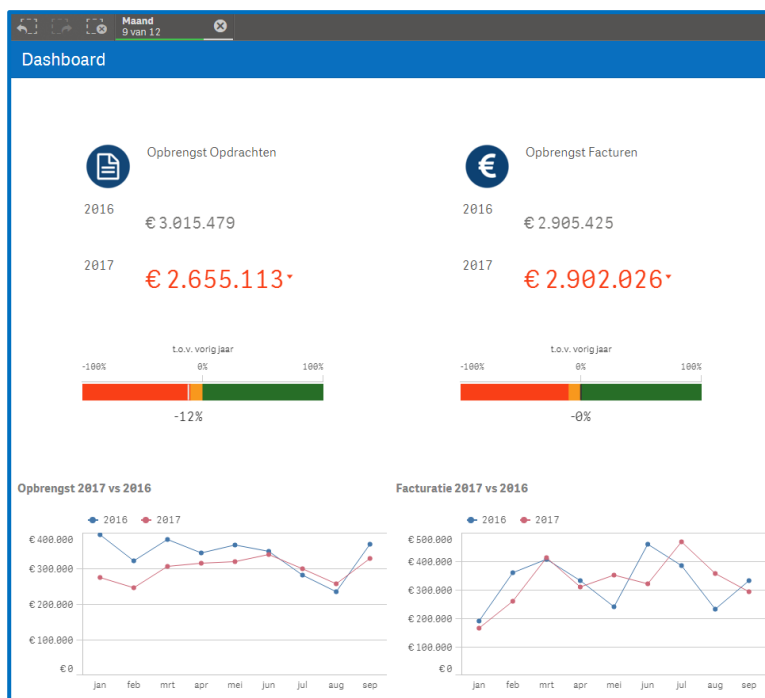 Maand
9 van 12
Dashboard
Opbrengst Opdrachten
2016
€ 3.015.479
2017
€ 2.655.113
t.o.v. vorig jaar
-100% 0% 100%
-12%
Opbrengst Facturen
2016
€ 2.905.425
2017
€ 2.902.026
t.o.v. vorig jaar
-100% 0% 100%
-0%
Opbrengst 2017 vs 2016
2016 2017
€ 400.000
€ 300.000
€ 200.000
€ 100.000
€ 0
jan feb mrt apr mei jun jul aug sep
Facturatie 2017 vs 2016
2016 2017
€ 500.000
€ 400.000
€ 300.000
€ 200.000
€ 100.000
€ 0
jan feb mrt apr mei jun jul aug sep